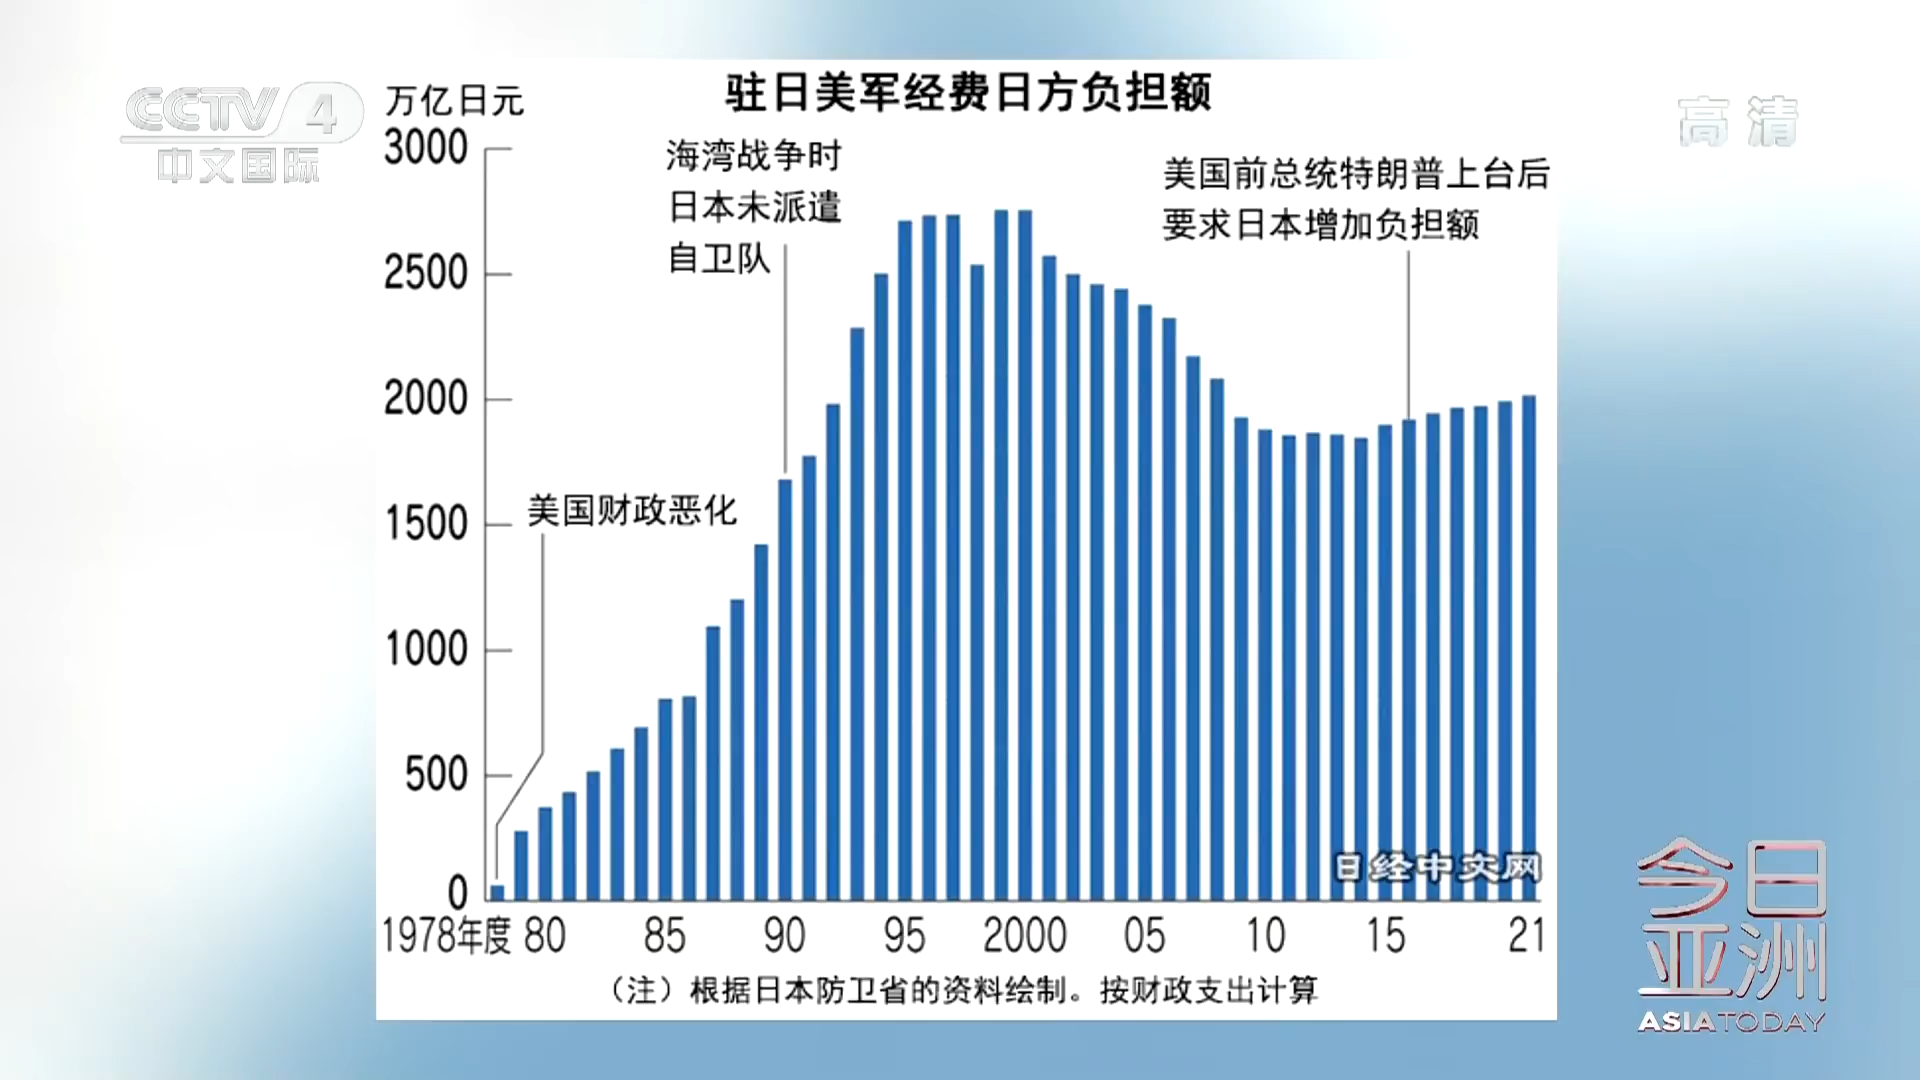 CCTV 4
中文国际
高清
驻日美军经费日方负担额
万亿日元
3000
2500
2000
1500
1000
500
0
海湾战争时
日本未派遣
自卫队
美国前总统特朗普上台后
要求日本增加负担额
美国财政恶化
日经中文网
1978年度 80 85 90 95 2000 05 10 15 21
（注）根据日本防卫省的资料绘制。按财政支出计算
今日
亚洲
ASIA TODAY